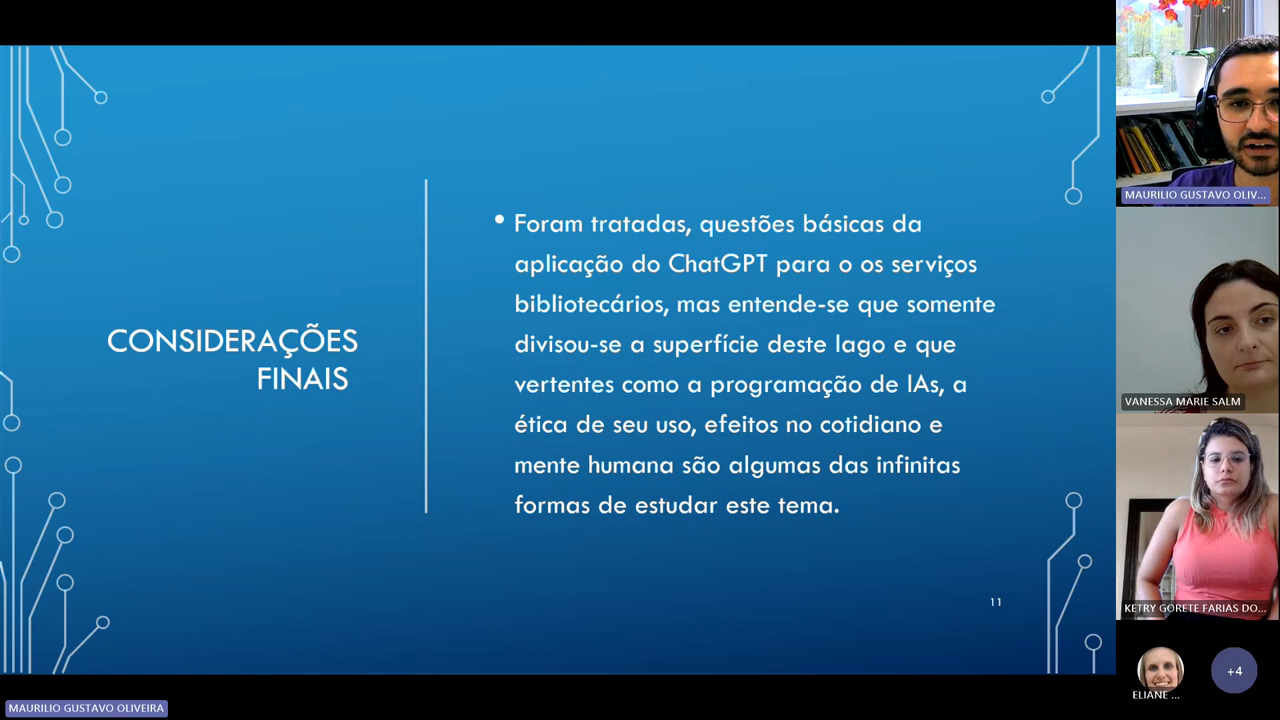 CONSIDERAÇÕES
FINAIS
• Foram tratadas, questões básicas da
aplicação do ChatGPT para o os serviços
bibliotecários, mas entende-se que somente
divisou-se a superfície deste lago e que
vertentes como a programação de IAs, a
ética de seu uso, efeitos no cotidiano e
mente humana são algumas das infinitas
formas de estudar este tema.
11
MAURILIO GUSTAVO OLIV...
VANESSA MARIE SALM
KETRY GORETE FARIAS DO...
ELIANE ...
+4
MAURILIO GUSTAVO OLIVEIRA